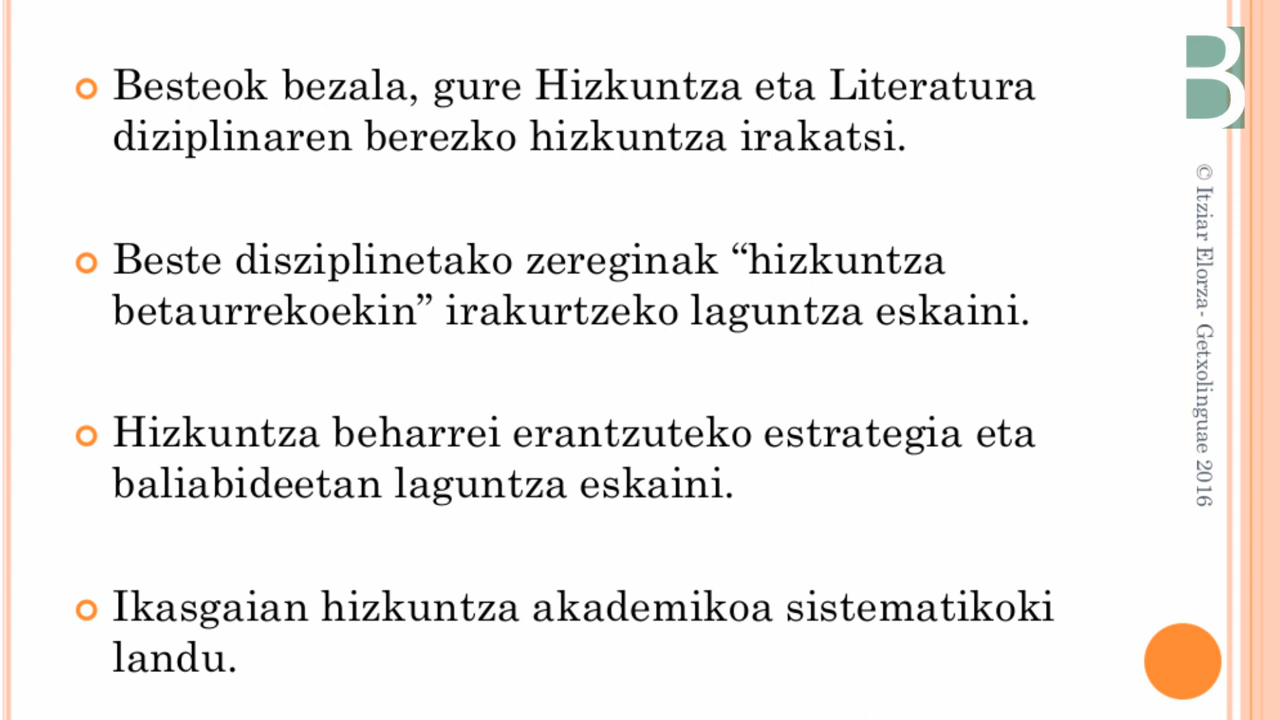 Besteok bezala, gure Hizkuntza eta Literatura
diziplinaren berezko hizkuntza irakatsi.
Beste disziplinetako zereginak “hizkuntza
betaurrekoekin” irakurtzeko laguntza eskaini.
Hizkuntza beharrei erantzuteko estrategia eta
baliabideetan laguntza eskaini.
Ikasgaian hizkuntza akademikoa sistematikoki
landu.
B
© Itziar Elorza- Getxolinguae 2016